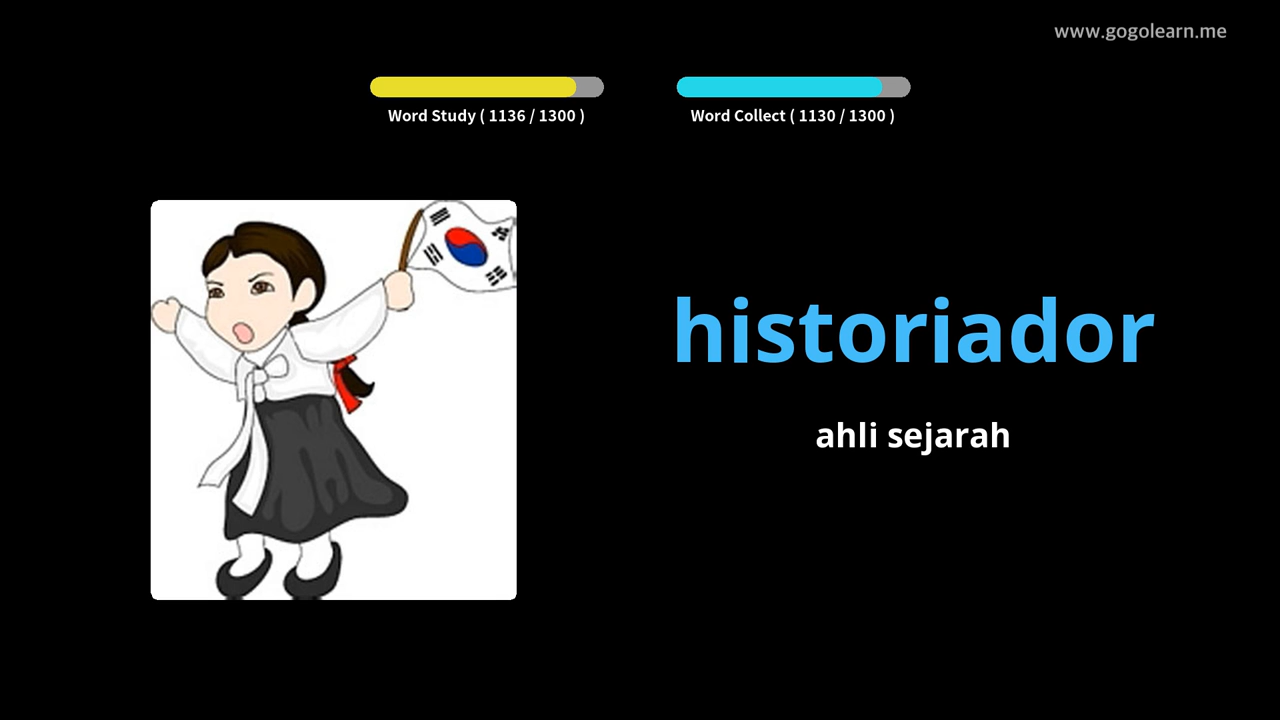 www.gogolearn.me
Word Study ( 1136 / 1300 )
Word Collect ( 1130 / 1300 )
historiador
ahli sejarah